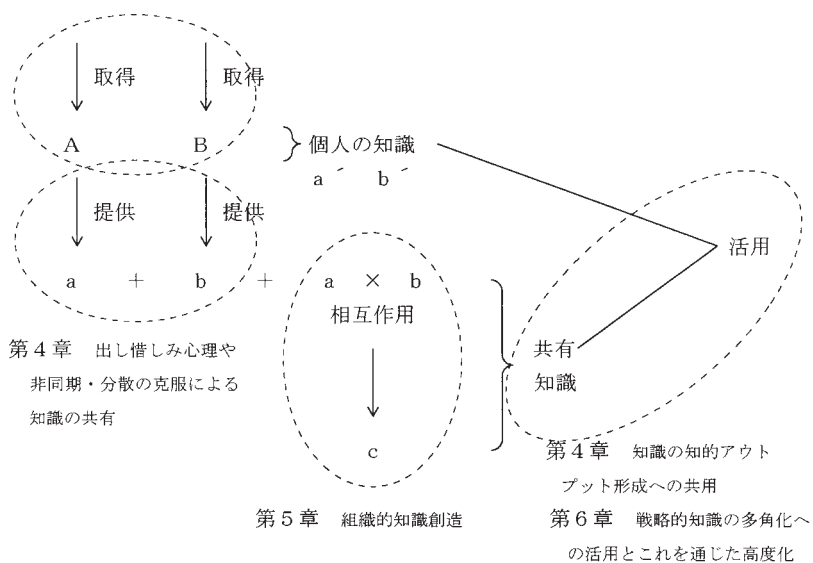 取得 取得
A B 個人の知識
a´ b´
提供 提供
活用
a + b + a × b
相互作用
共有
知識
c
第4章 出し惜しみ心理や
非同期・分散の克服による
知識の共有
第5章 組織的知識創造
第4章 知識の知的アウト
プット形成への共用
第6章 戦略的知識の多角化へ
の活用とこれを通じた高度化